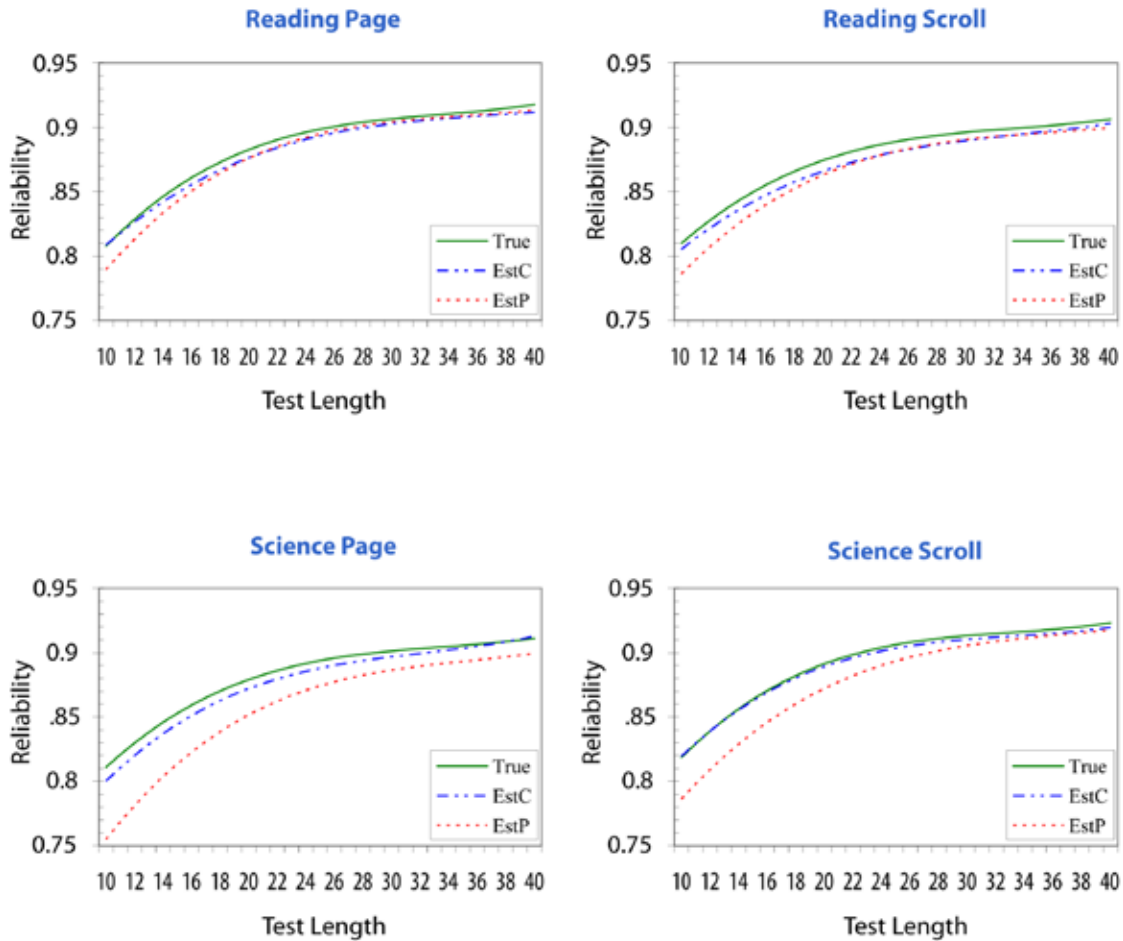 Reading Page
0.95
0.9
.85
0.8
0.75
Reliability
True
EstC
EstP
10 12 14 16 18 20 22 24 26 28 30 32 34 36 38 40
Test Length
Reading Scroll
0.95
0.9
.85
0.8
0.75
Reliability
True
EstC
EstP
10 12 14 16 18 20 22 24 26 28 30 32 34 36 38 40
Test Length
Science Page
0.95
0.9
.85
0.8
0.75
Reliability
True
EstC
EstP
10 12 14 16 18 20 22 24 26 28 30 32 34 36 38 40
Test Length
Science Scroll
0.95
0.9
.85
0.8
0.75
Reliability
True
EstC
EstP
10 12 14 16 18 20 22 24 26 28 30 32 34 36 38 40
Test Length